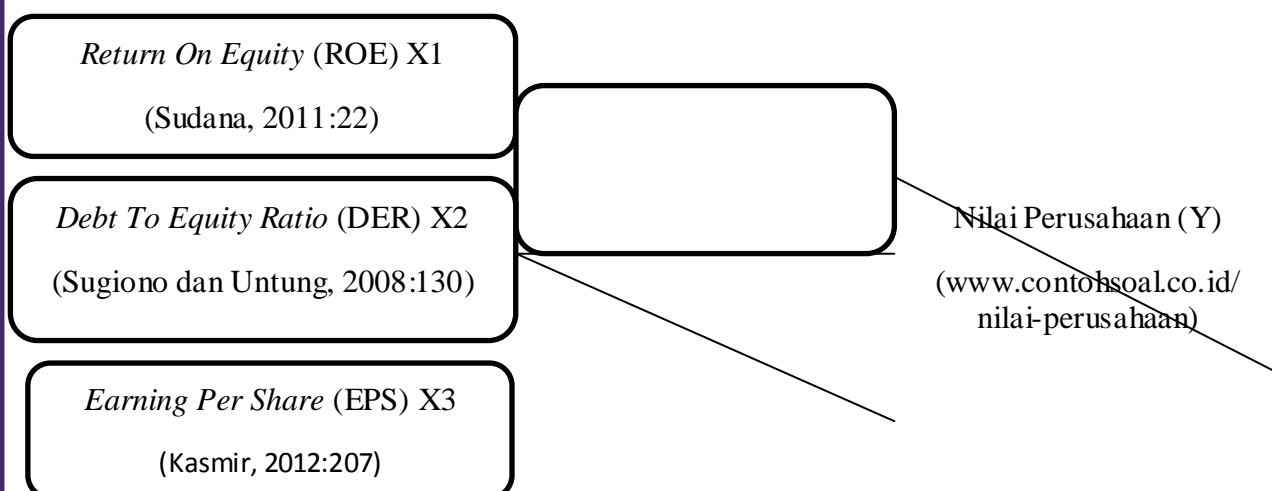 Return On Equity (ROE) X1
(Sudana, 2011:22)
Debt To Equity Ratio (DER) X2
(Sugiono dan Untung, 2008:130)
Earning Per Share (EPS) X3
(Kasmir, 2012:207)
Nilai Perusahaan (Y)
(www.contohsoal.co.id/
nilai-perusahaan)